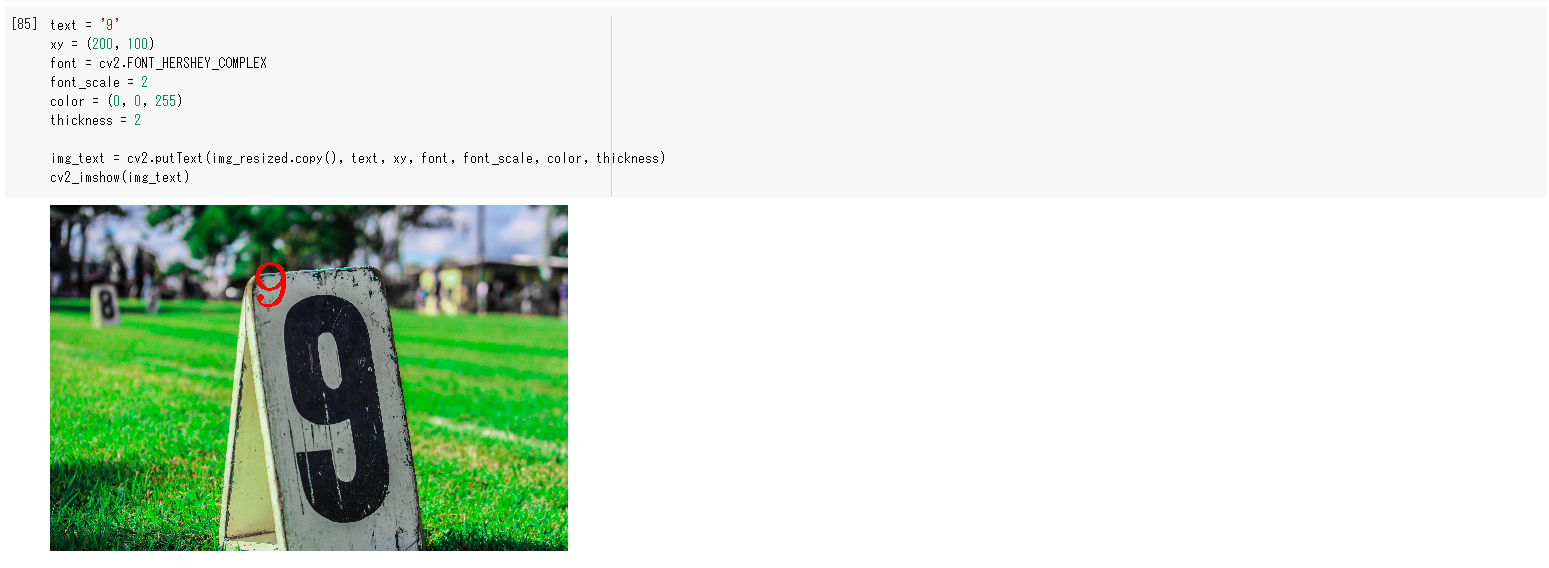 [85] text = '9'
xy = (200, 100)
font = cv2.FONT_HERSHEY_COMPLEX
font_scale = 2
color = (0, 0, 255)
thickness = 2
img_text = cv2.putText(img_resized.copy(), text, xy, font, font_scale, color, thickness)
cv2_imshow(img_text)
9
8
9